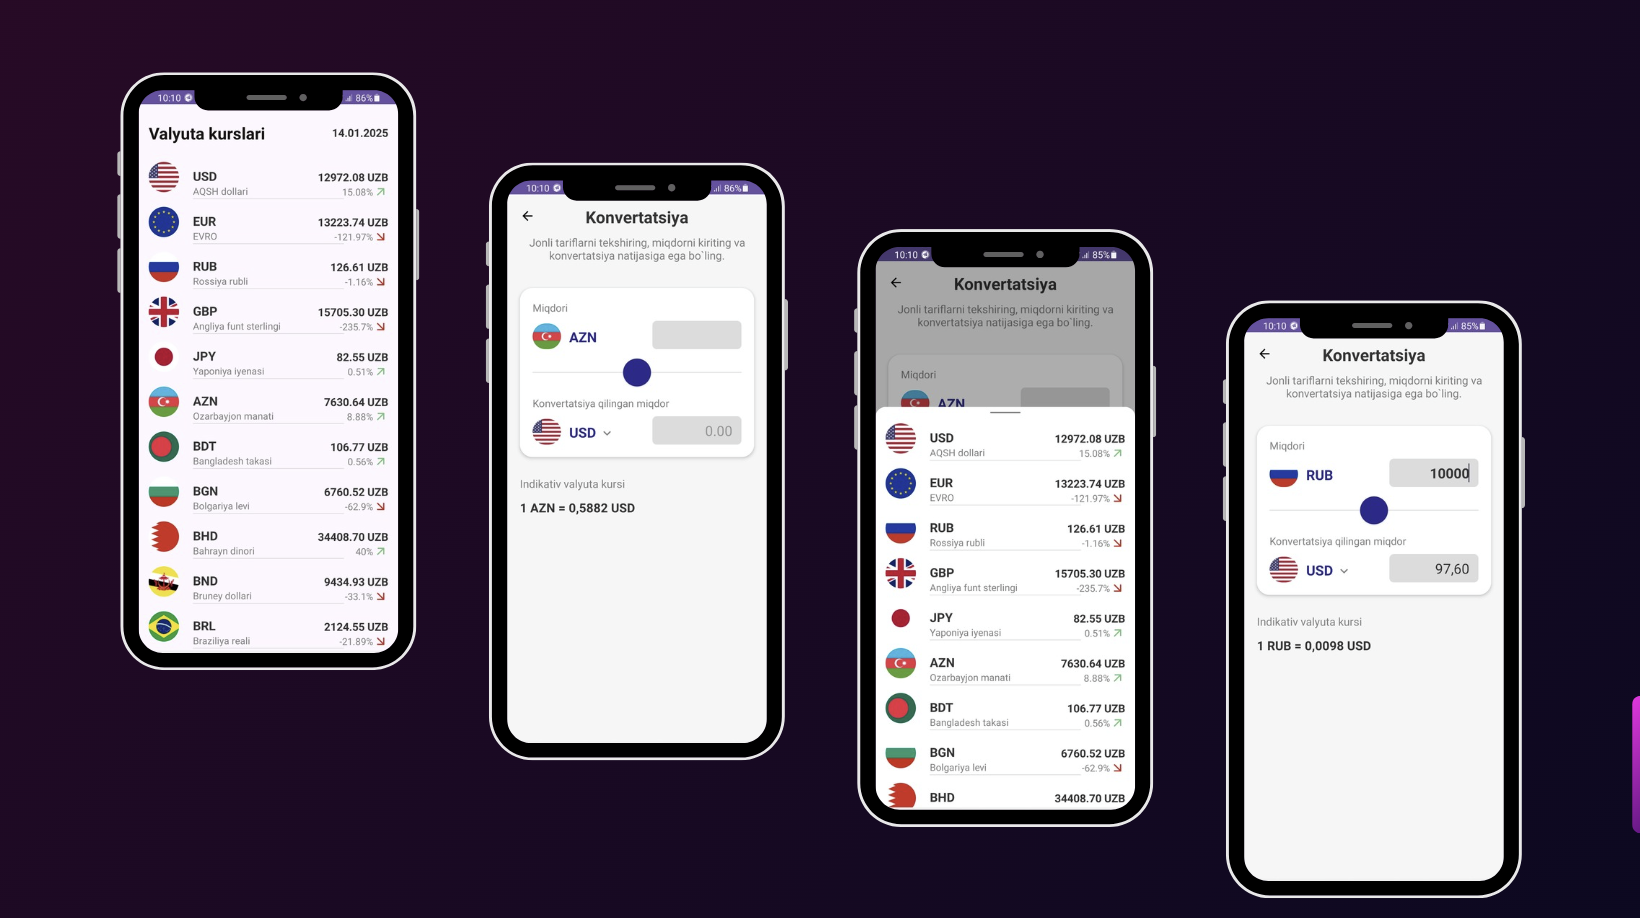 10:10 86%
Valyuta kurslari 14.01.2025
USD 12972.08 UZB
AQSH dollari 15.08%
EUR 13223.74 UZB
EVRO -121.97%
RUB 126.61 UZB
Rossiya rubli -1.16%
GBP 15705.30 UZB
Angliya funt sterlingi -235.7%
JPY 82.55 UZB
Yaponiya iyenasi 0.51%
AZN 7630.64 UZB
Ozarbayjon manati 8.88%
BDT 106.77 UZB
Bangladesh takasi 0.56%
BGN 6760.52 UZB
Bolgariya levi -62.9%
BHD 34408.70 UZB
Bahrayn dinori 40%
BND 9434.93 UZB
Bruney dollari -33.1%
BRL 2124.55 UZB
Braziliya reali -21.89%
10:10 86%
Konvertatsiya
Jonli tariflarni tekshiring, miqdorni kiriting va
konvertatsiya natijasiga ega bo`ling.
Miqdori
AZN
Konvertatsiya qilingan miqdor
USD 0.00
Indikativ valyuta kursi
1 AZN = 0,5882 USD
10:10 85%
Konvertatsiya
Jonli tariflarni tekshiring, miqdorni kiriting va
konvertatsiya natijasiga ega bo`ling.
Miqdori
AZN
USD 12972.08 UZB
AQSH dollari 15.08%
EUR 13223.74 UZB
EVRO -121.97%
RUB 126.61 UZB
Rossiya rubli -1.16%
GBP 15705.30 UZB
Angliya funt sterlingi -235.7%
JPY 82.55 UZB
Yaponiya iyenasi 0.51%
AZN 7630.64 UZB
Ozarbayjon manati 8.88%
BDT 106.77 UZB
Bangladesh takasi 0.56%
BGN 6760.52 UZB
Bolgariya levi -62.9%
BHD 34408.70 UZB
10:10 85%
Konvertatsiya
Jonli tariflarni tekshiring, miqdorni kiriting va
konvertatsiya natijasiga ega bo`ling.
Miqdori
RUB 10000
Konvertatsiya qilingan miqdor
USD 97,60
Indikativ valyuta kursi
1 RUB = 0,0098 USD